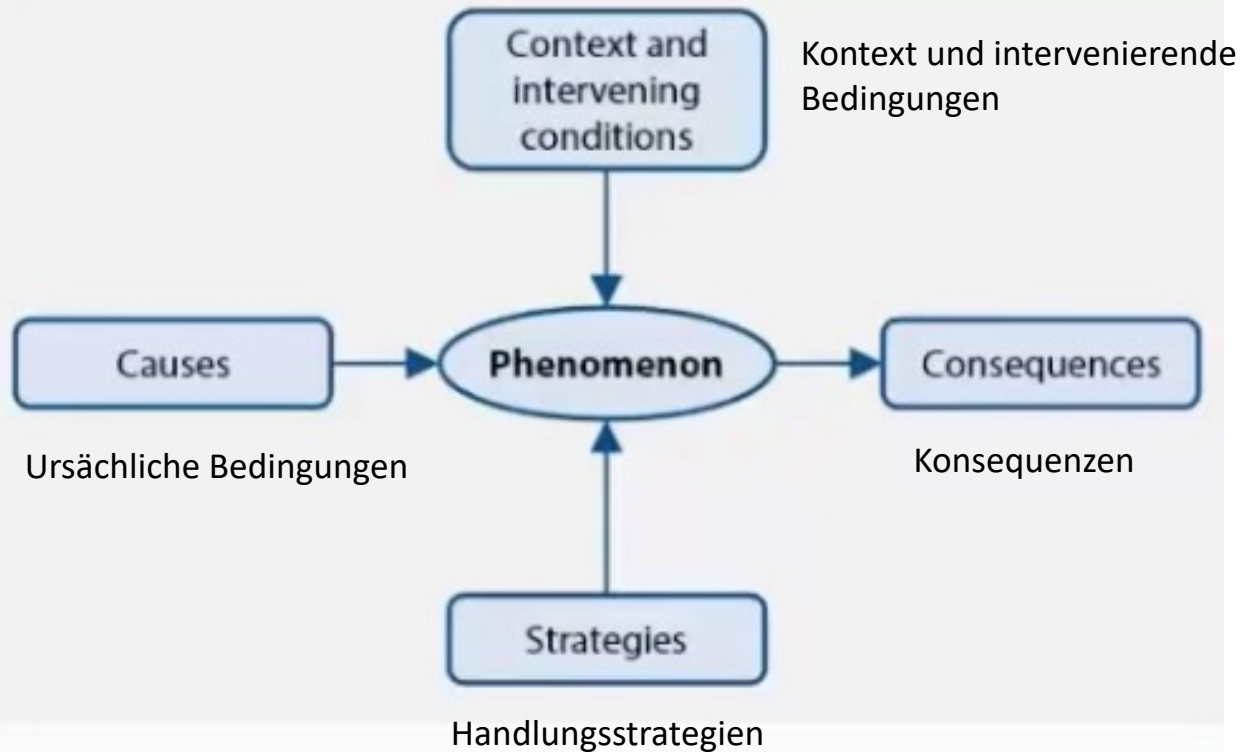 Context and
intervening
conditions
Kontext und intervenierende
Bedingungen
Causes
Phenomenon
Consequences
Ursächliche Bedingungen
Konsequenzen
Strategies
Handlungsstrategien